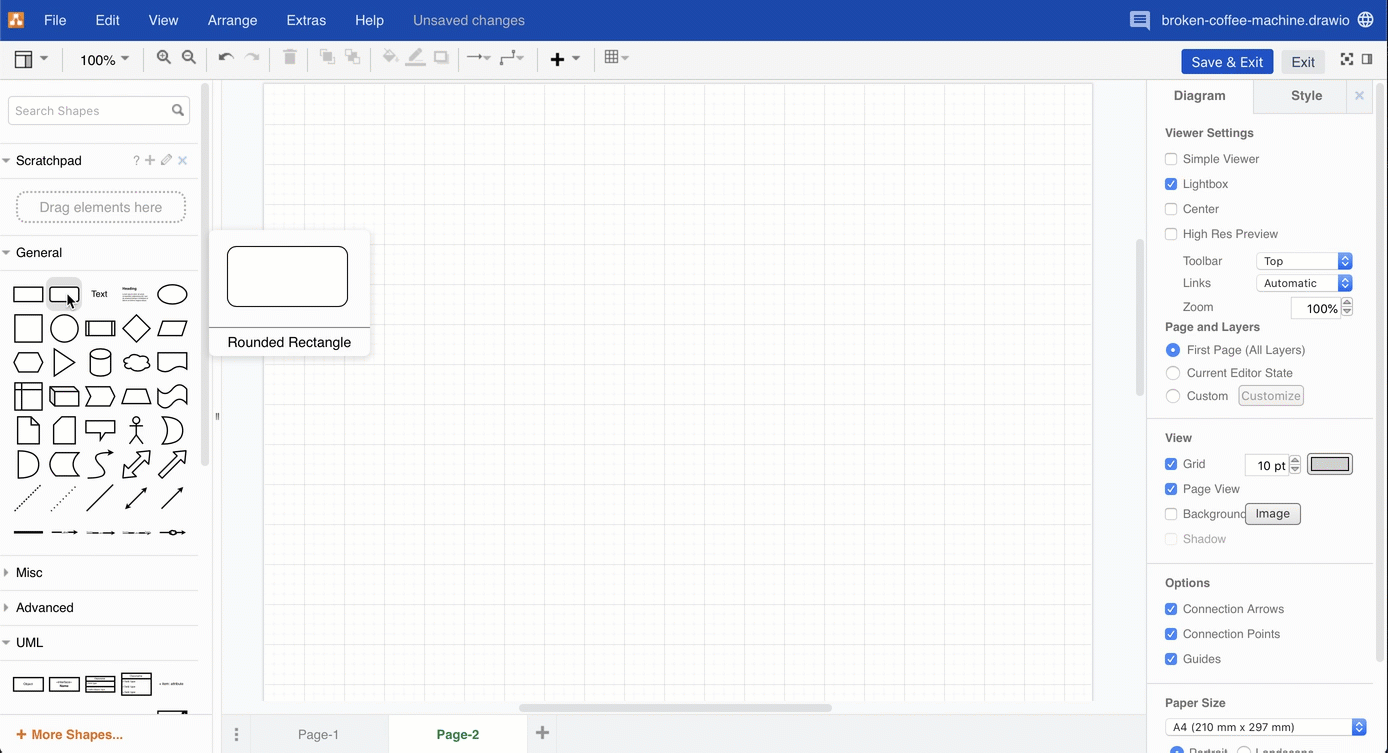 File Edit View Arrange Extras Help Unsaved changes broken-coffee-machine.drawio
100% Save & Exit Exit
Search Shapes
Scratchpad ?
Drag elements here
General
Text Heading
Rounded Rectangle
Misc
Advanced
UML
Object
Name
+ More Shapes...
Page-1 Page-2
Diagram Style
Viewer Settings
Simple Viewer
Lightbox
Center
High Res Preview
Toolbar Top
Links Automatic
Zoom 100%
Page and Layers
First Page (All Layers)
Current Editor State
Custom Customize
View
Grid 10 pt
Page View
Background Image
Shadow
Options
Connection Arrows
Connection Points
Guides
Paper Size
A4 (210 mm x 297 mm)
Portrait Landscape